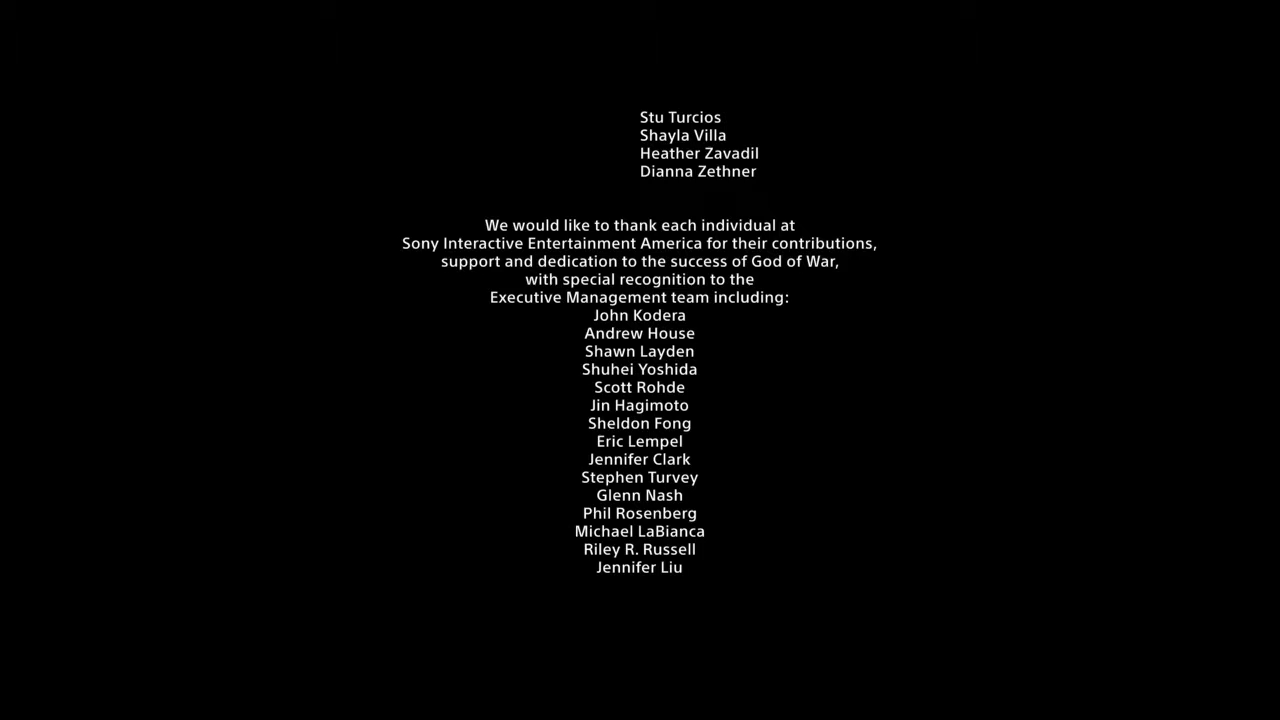 Stu Turcios
Shayla Villa
Heather Zavadil
Dianna Zethner
We would like to thank each individual at
Sony Interactive Entertainment America for their contributions,
support and dedication to the success of God of War,
with special recognition to the
Executive Management team including:
John Kodera
Andrew House
Shawn Layden
Shuhei Yoshida
Scott Rohde
Jin Hagimoto
Sheldon Fong
Eric Lempel
Jennifer Clark
Stephen Turvey
Glenn Nash
Phil Rosenberg
Michael LaBianca
Riley R. Russell
Jennifer Liu